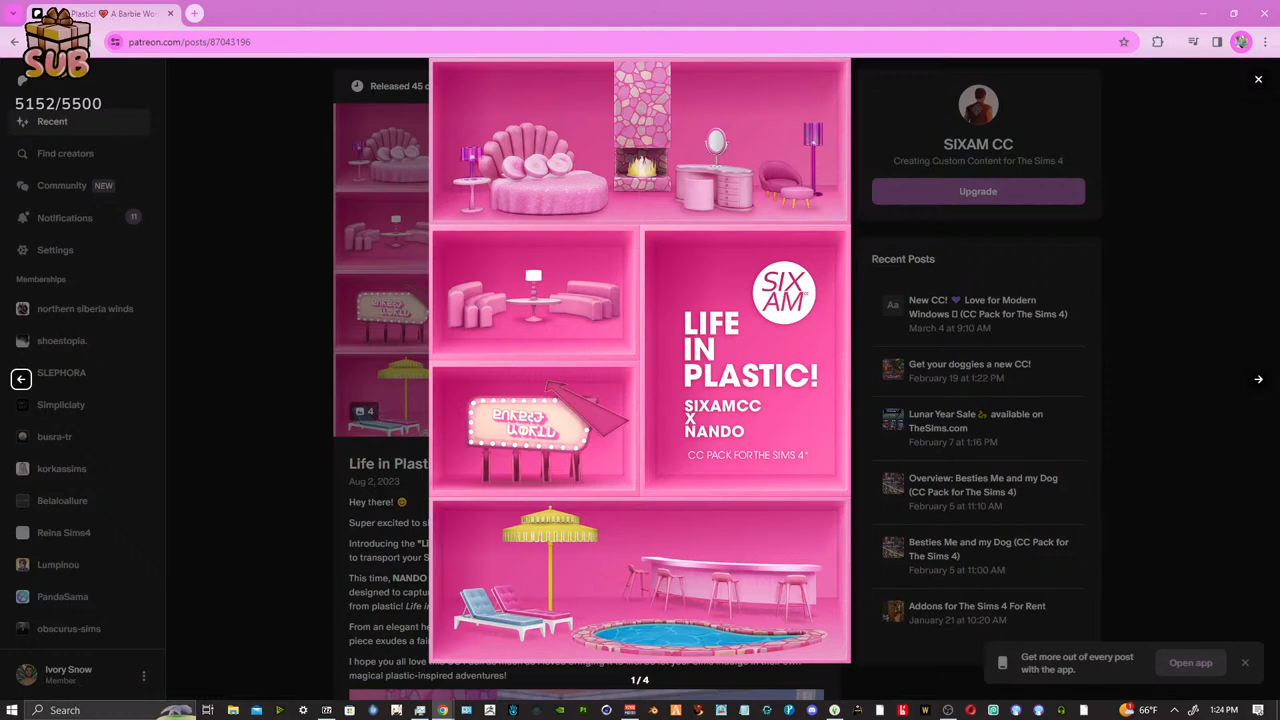 Plastic! ❤️ A Barbie Wo
patreon.com/posts/87043196
SUB
5152/5500
Recent
Find creators
Community NEW
Notifications 11
Settings
Memberships
northern siberia winds
shoestopia.
SLEPHORA
Simpliciaty
busra-tr
korkassims
Belaloallure
Reina Sims4
Lumpinou
PandaSama
obscurus-sims
Ivory Snow
Member
Released 45 c
4
Life in Plast
Aug 2, 2023
Hey there! 😊
Super excited to sh
Introducing the "Li
to transport your S
This time, NANDO
designed to captur
from plastic! Life in
From an elegant he
piece exudes a fai
magical plastic-inspired adventures!
SIX
AM
CC
LIFE
IN
PLASTIC!
SIXAMCC
X
NANDO
CC PACK FOR THE SIMS 4*
1 / 4
SIXAM CC
Creating Custom Content for The Sims 4
Upgrade
Recent Posts
Aa
New CC! 💜 Love for Modern
Windows (CC Pack for The Sims 4)
March 4 at 9:10 AM
Get your doggies a new CC!
February 19 at 1:22 PM
Lunar Year Sale 🐍 available on
TheSims.com
February 7 at 1:16 PM
Overview: Besties Me and my Dog
(CC Pack for The Sims 4)
February 5 at 11:10 AM
Besties Me and my Dog (CC Pack for
The Sims 4)
February 5 at 11:00 AM
Addons for The Sims 4 For Rent
January 21 at 10:20 AM
Get more out of every post
with the app.
Open app
Search
66°F
1:24 PM